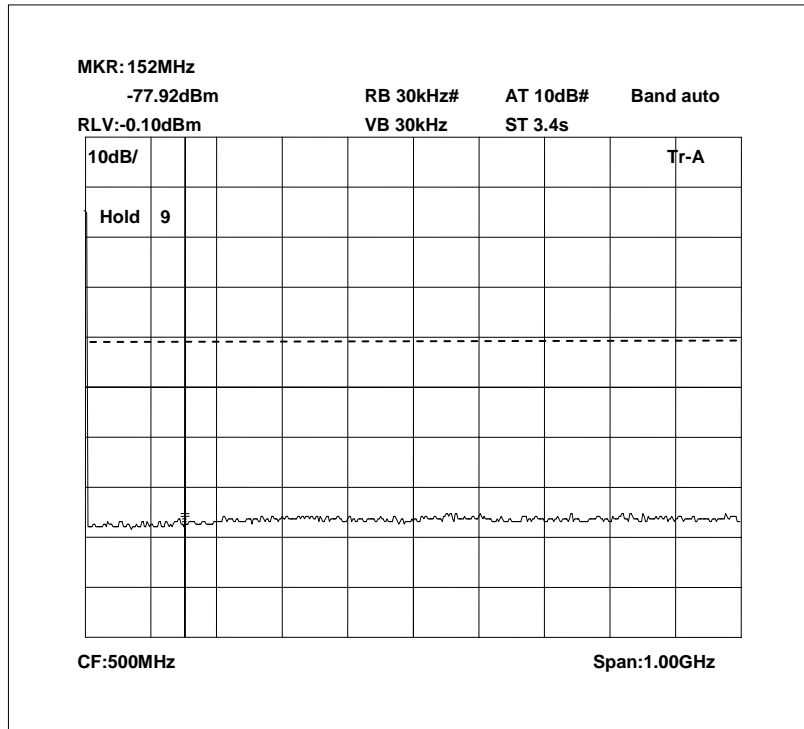 MKR: 152MHz
-77.92dBm RB 30kHz# AT 10dB# Band auto
RLV:-0.10dBm VB 30kHz ST 3.4s
10dB/ Tr-A
Hold 9
CF:500MHz Span:1.00GHz